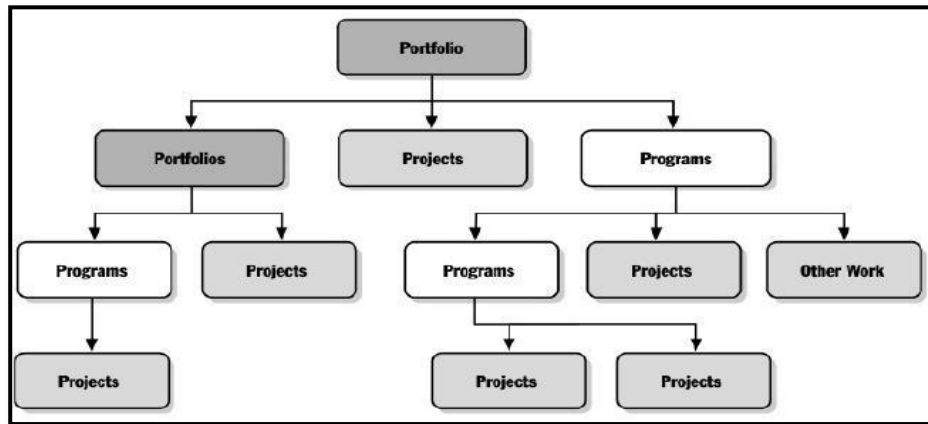 Portfolio
Portfolios
Projects
Programs
Programs
Projects
Programs
Projects
Other Work
Projects
Projects
Projects